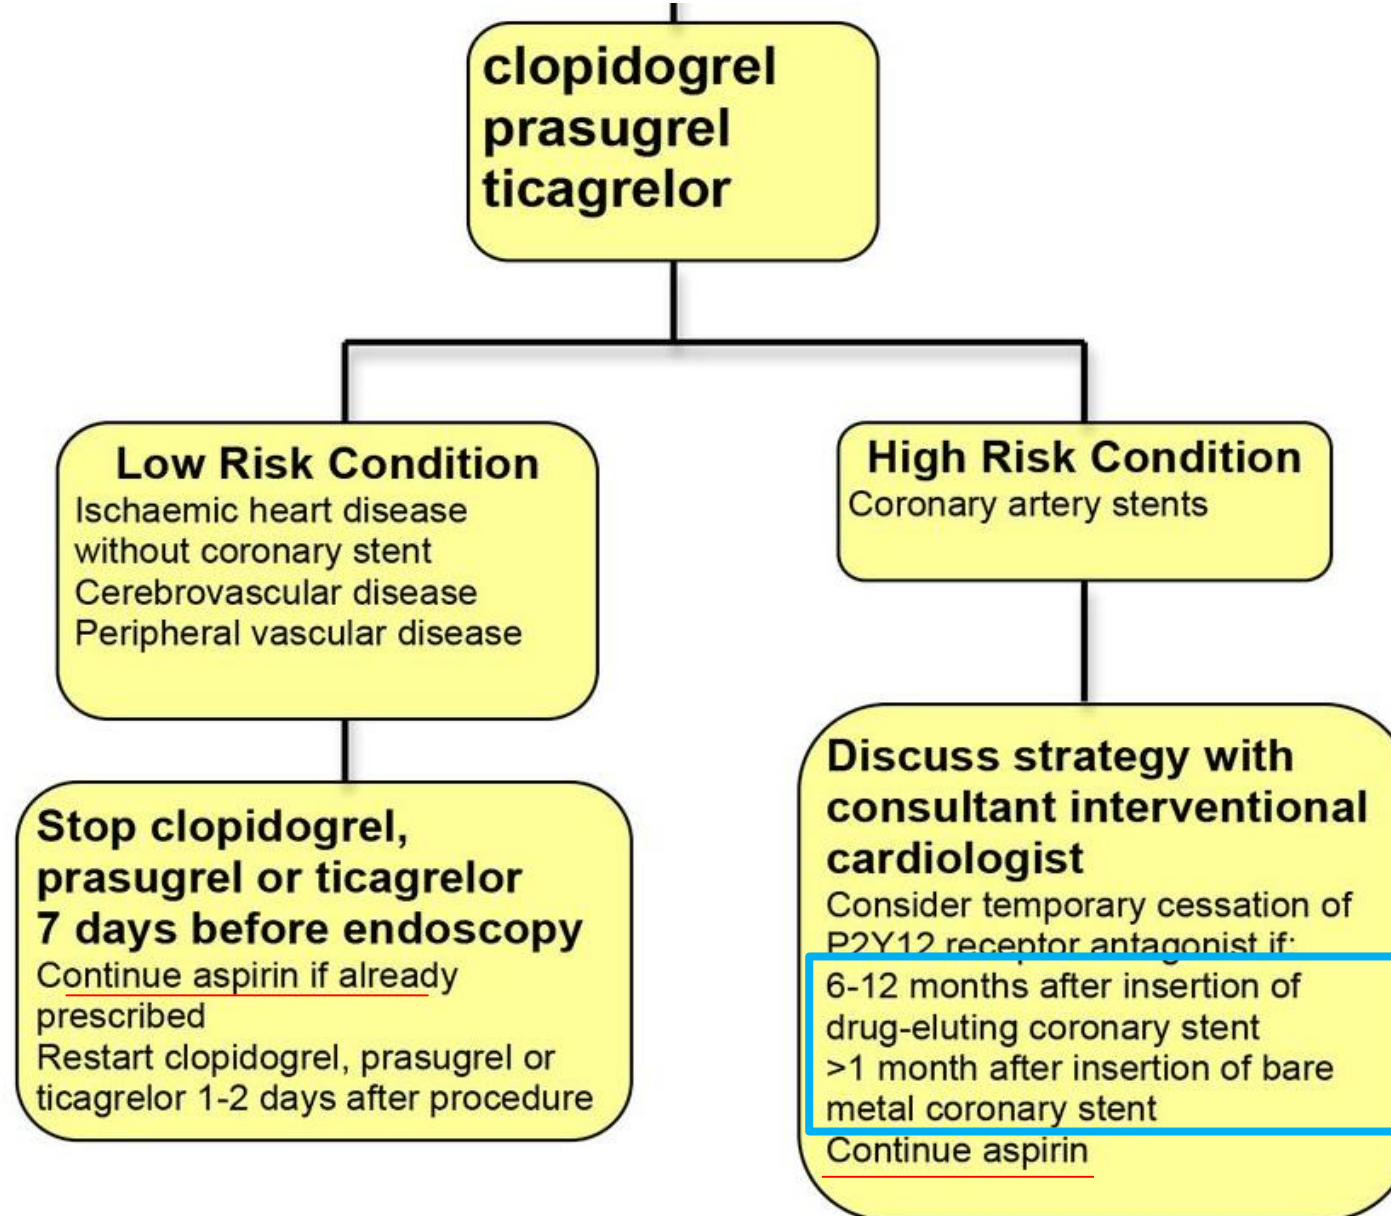 clopidogrel
prasugrel
ticagrelor
Low Risk Condition
Ischaemic heart disease
without coronary stent
Cerebrovascular disease
Peripheral vascular disease
High Risk Condition
Coronary artery stents
Stop clopidogrel,
prasugrel or ticagrelor
7 days before endoscopy
Continue aspirin if already
prescribed
Restart clopidogrel, prasugrel or
ticagrelor 1-2 days after procedure
Discuss strategy with
consultant interventional
cardiologist
Consider temporary cessation of
P2Y12 receptor antagonist if:
6-12 months after insertion of
drug-eluting coronary stent
>1 month after insertion of bare
metal coronary stent
Continue aspirin